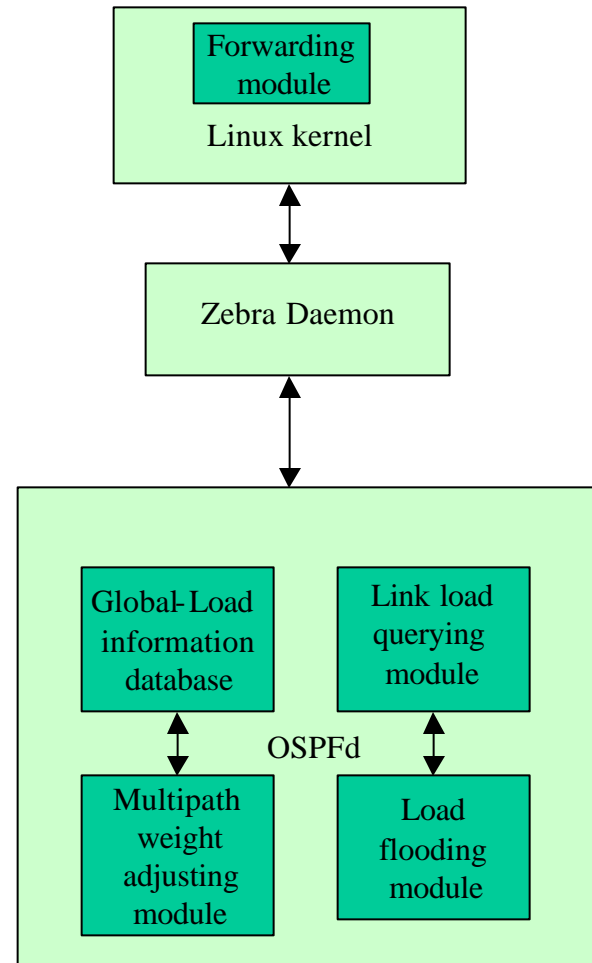 Forwarding
module
Linux kernel
Zebra Daemon
Global-Load
information
database
Link load
querying
module
OSPFd
Multipath
weight
adjusting
module
Load
flooding
module